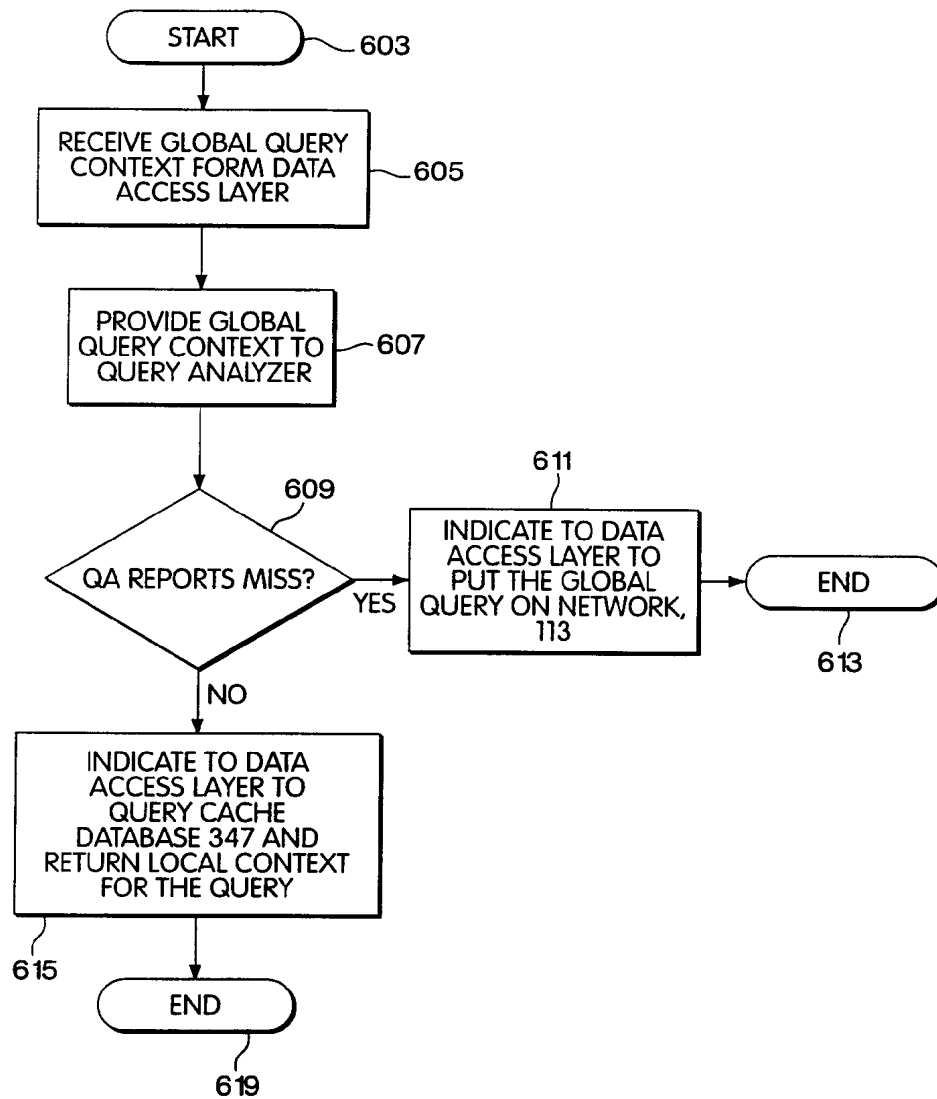 START
603
RECEIVE GLOBAL QUERY
CONTEXT FORM DATA
ACCESS LAYER
605
PROVIDE GLOBAL
QUERY CONTEXT TO
QUERY ANALYZER
607
609
QA REPORTS MISS?
YES
611
INDICATE TO DATA
ACCESS LAYER TO
PUT THE GLOBAL
QUERY ON NETWORK,
113
END
613
NO
INDICATE TO DATA
ACCESS LAYER TO
QUERY CACHE
DATABASE 347 AND
RETURN LOCAL CONTEXT
FOR THE QUERY
615
END
619